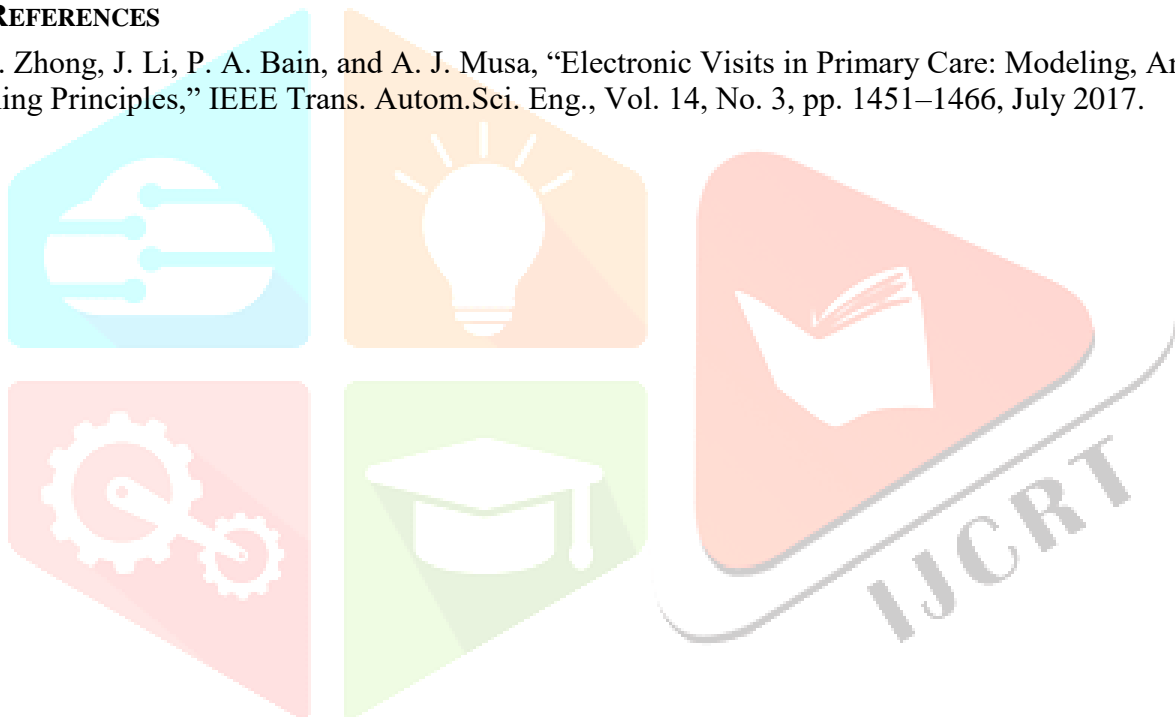 REFERENCES
. Zhong, J. Li, P. A. Bain, and A. J. Musa, “Electronic Visits in Primary Care: Modeling, An
ing Principles,” IEEE Trans. Autom.Sci. Eng., Vol. 14, No. 3, pp. 1451–1466, July 2017.
IJCRT